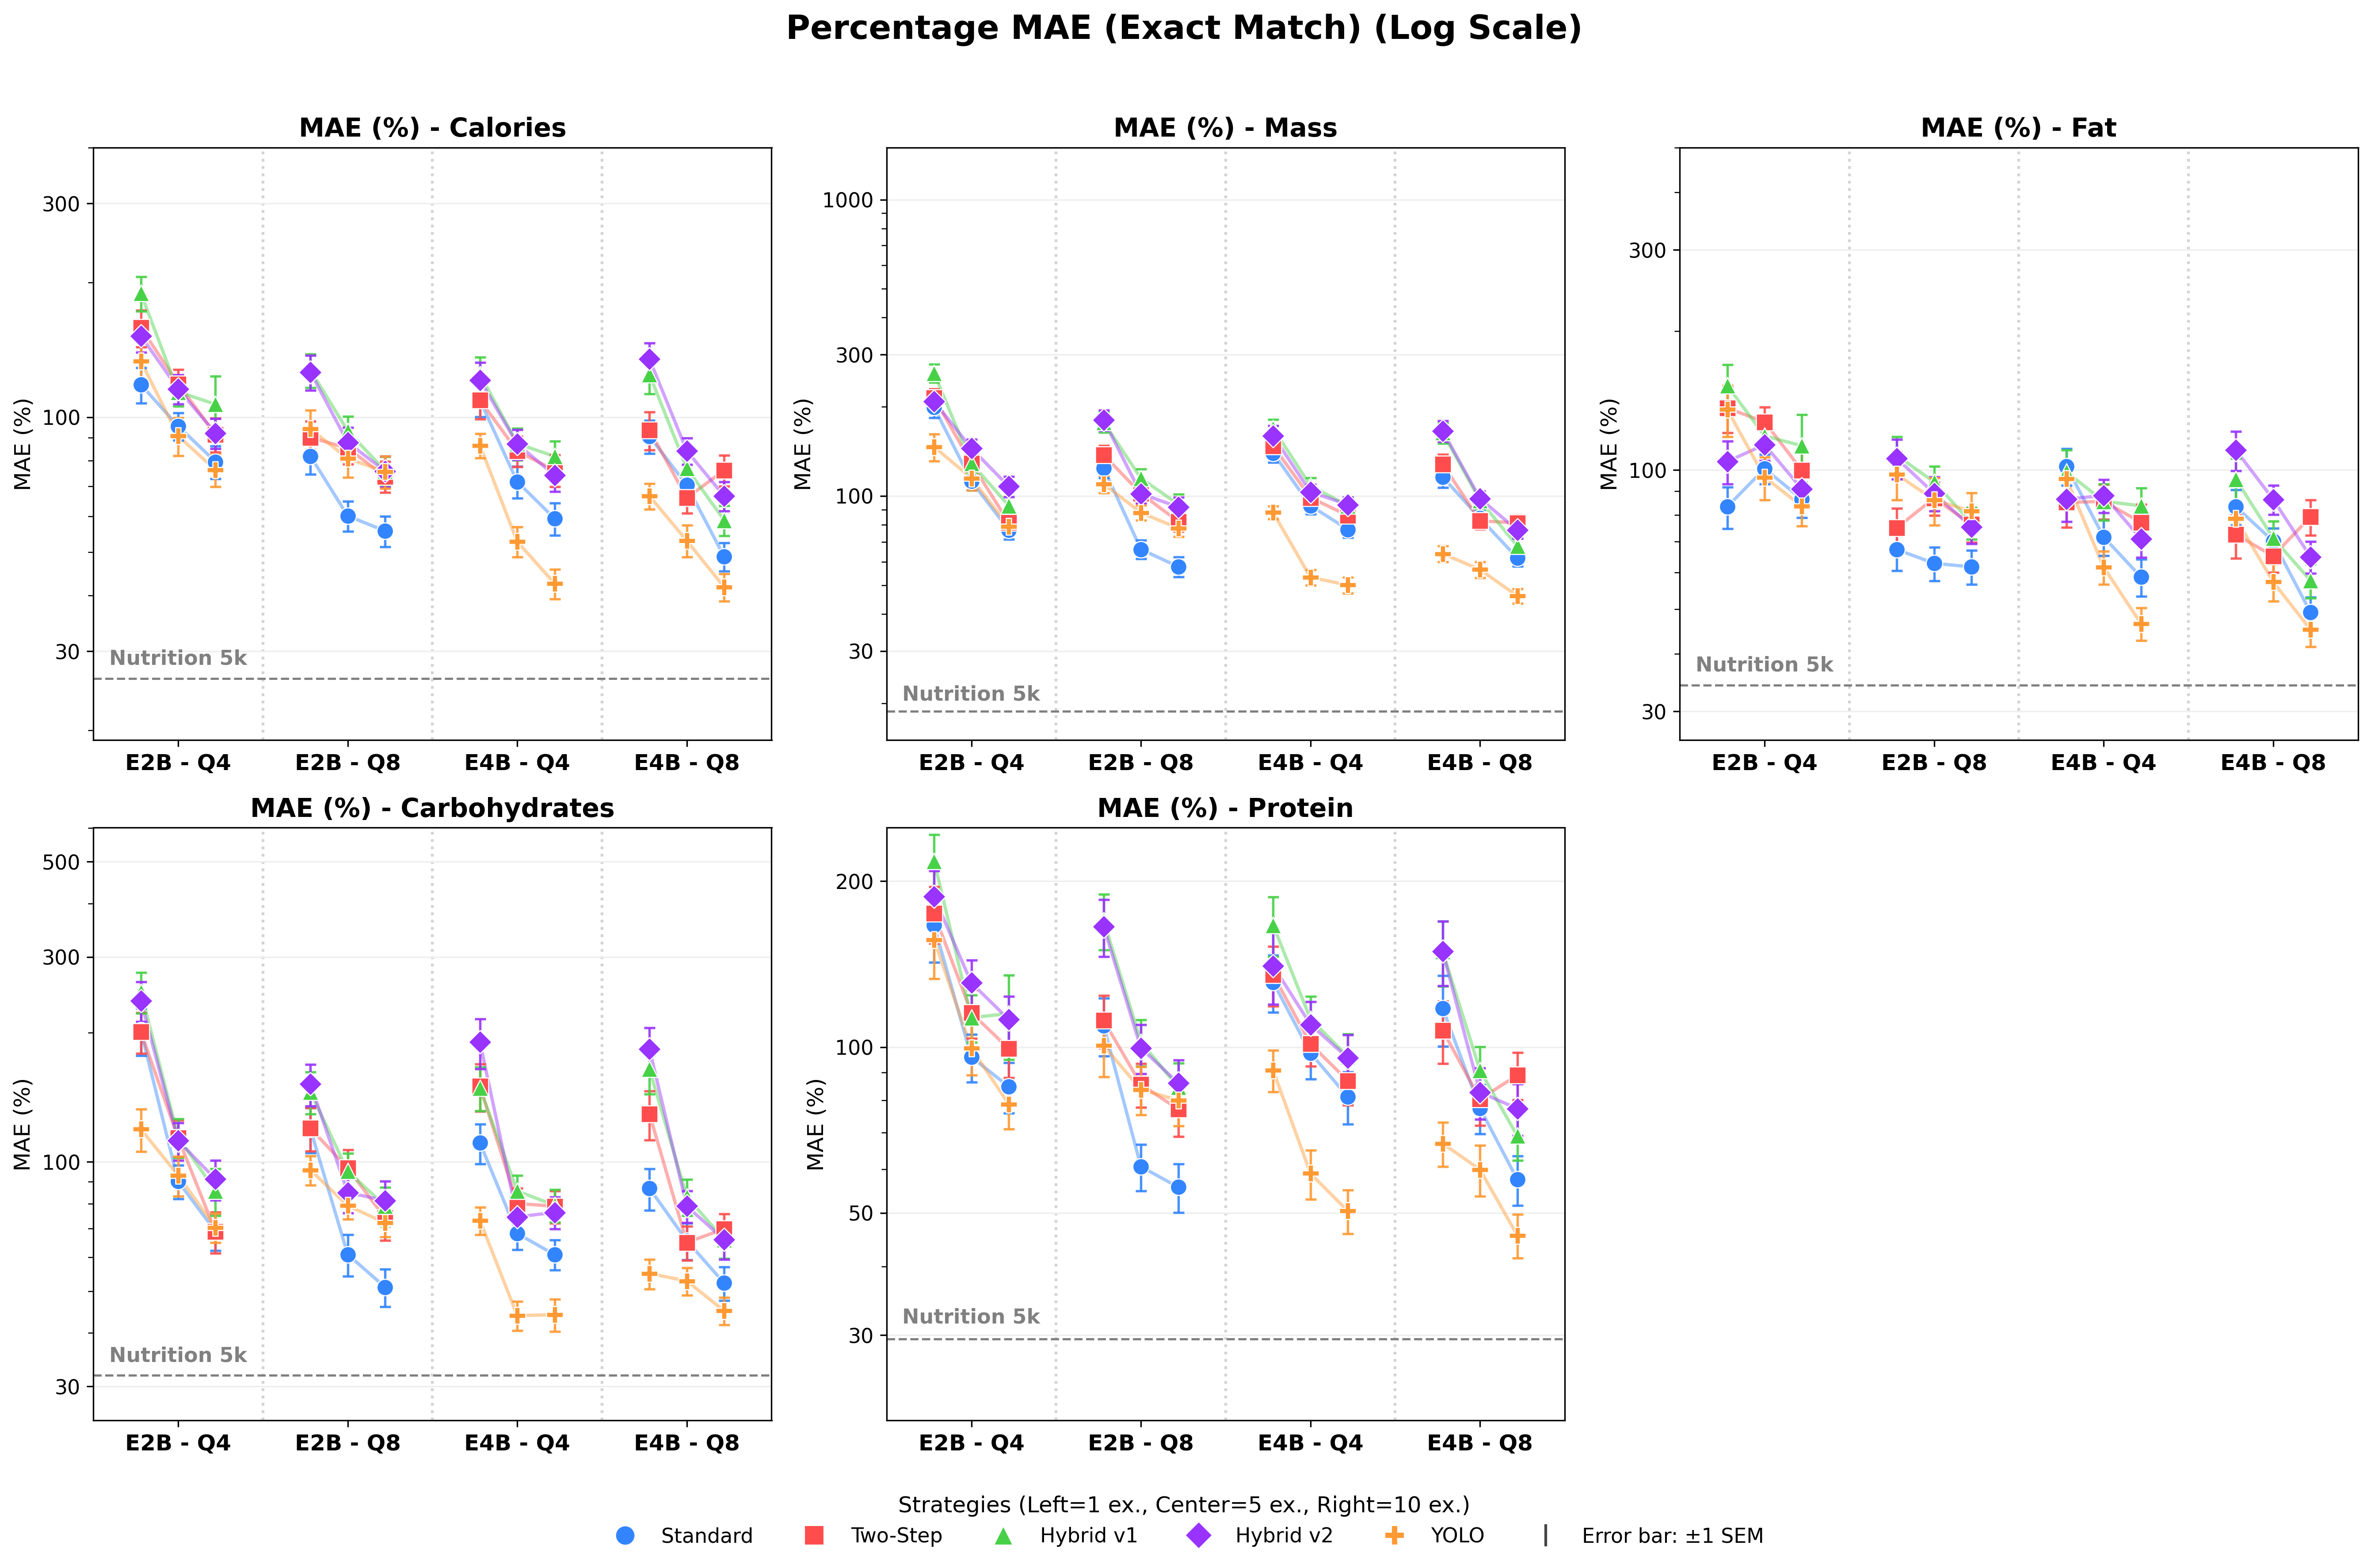 Percentage MAE (Exact Match) (Log Scale)
MAE (%) - Calories
MAE (%)
300
100
30
Nutrition 5k
E2B - Q4
E2B - Q8
E4B - Q4
E4B - Q8
MAE (%) - Mass
MAE (%)
1000
300
100
30
Nutrition 5k
E2B - Q4
E2B - Q8
E4B - Q4
E4B - Q8
MAE (%) - Fat
MAE (%)
300
100
30
Nutrition 5k
E2B - Q4
E2B - Q8
E4B - Q4
E4B - Q8
MAE (%) - Carbohydrates
MAE (%)
500
300
100
30
Nutrition 5k
E2B - Q4
E2B - Q8
E4B - Q4
E4B - Q8
MAE (%) - Protein
MAE (%)
200
100
50
30
Nutrition 5k
E2B - Q4
E2B - Q8
E4B - Q4
E4B - Q8
Strategies (Left=1 ex., Center=5 ex., Right=10 ex.)
Standard
Two-Step
Hybrid v1
Hybrid v2
YOLO
Error bar: ±1 SEM